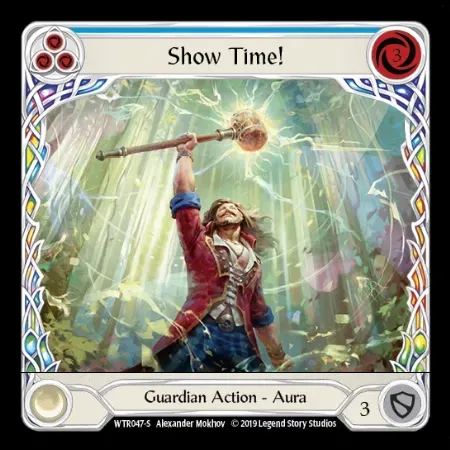 Show Time!
3
Guardian Action - Aura
3
WTR047-S Alexander Mokhov © 2019 Legend Story Studios